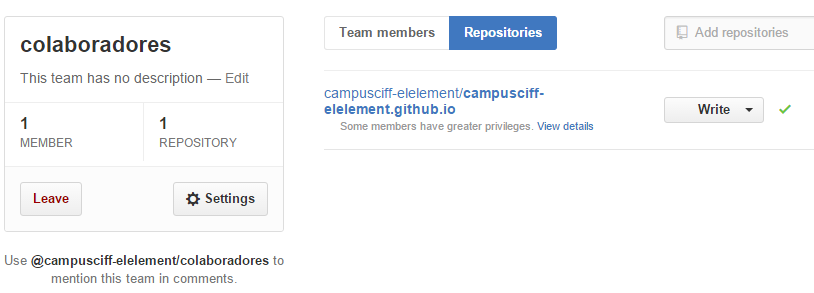 colaboradores
This team has no description — Edit
1
MEMBER
1
REPOSITORY
Leave
Settings
Use @campusciff-elelement/colaboradores to
mention this team in comments.
Team members
Repositories
Add repositories
campusciff-elelement/campusciff-
elelement.github.io
Some members have greater privileges. View details
Write